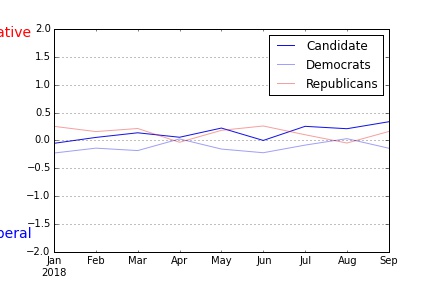 ative
beral
2.0
1.5
1.0
0.5
0.0
−0.5
−1.0
−1.5
−2.0
Candidate
Democrats
Republicans
Jan Feb Mar Apr May Jun Jul Aug Sep
2018